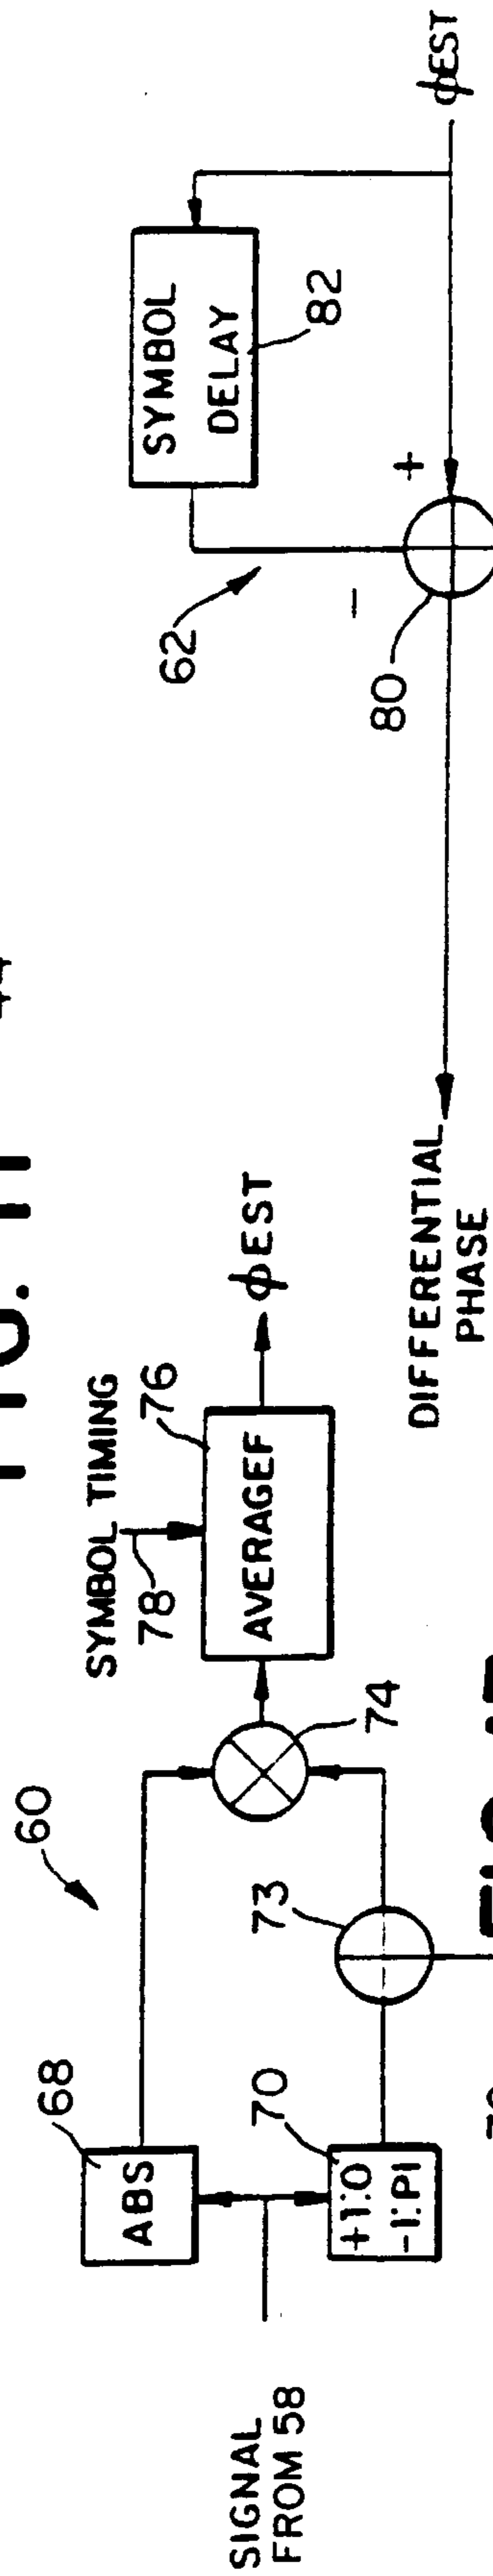 SIGNAL
FROM 58
68
ABS
70
+1:0
-1:PI
60
73
74
SYMBOL TIMING
78
76
AVERAGEF
ϕEST
DIFFERENTIAL
PHASE
62
SYMBOL
DELAY
82
-
+
80
ϕEST